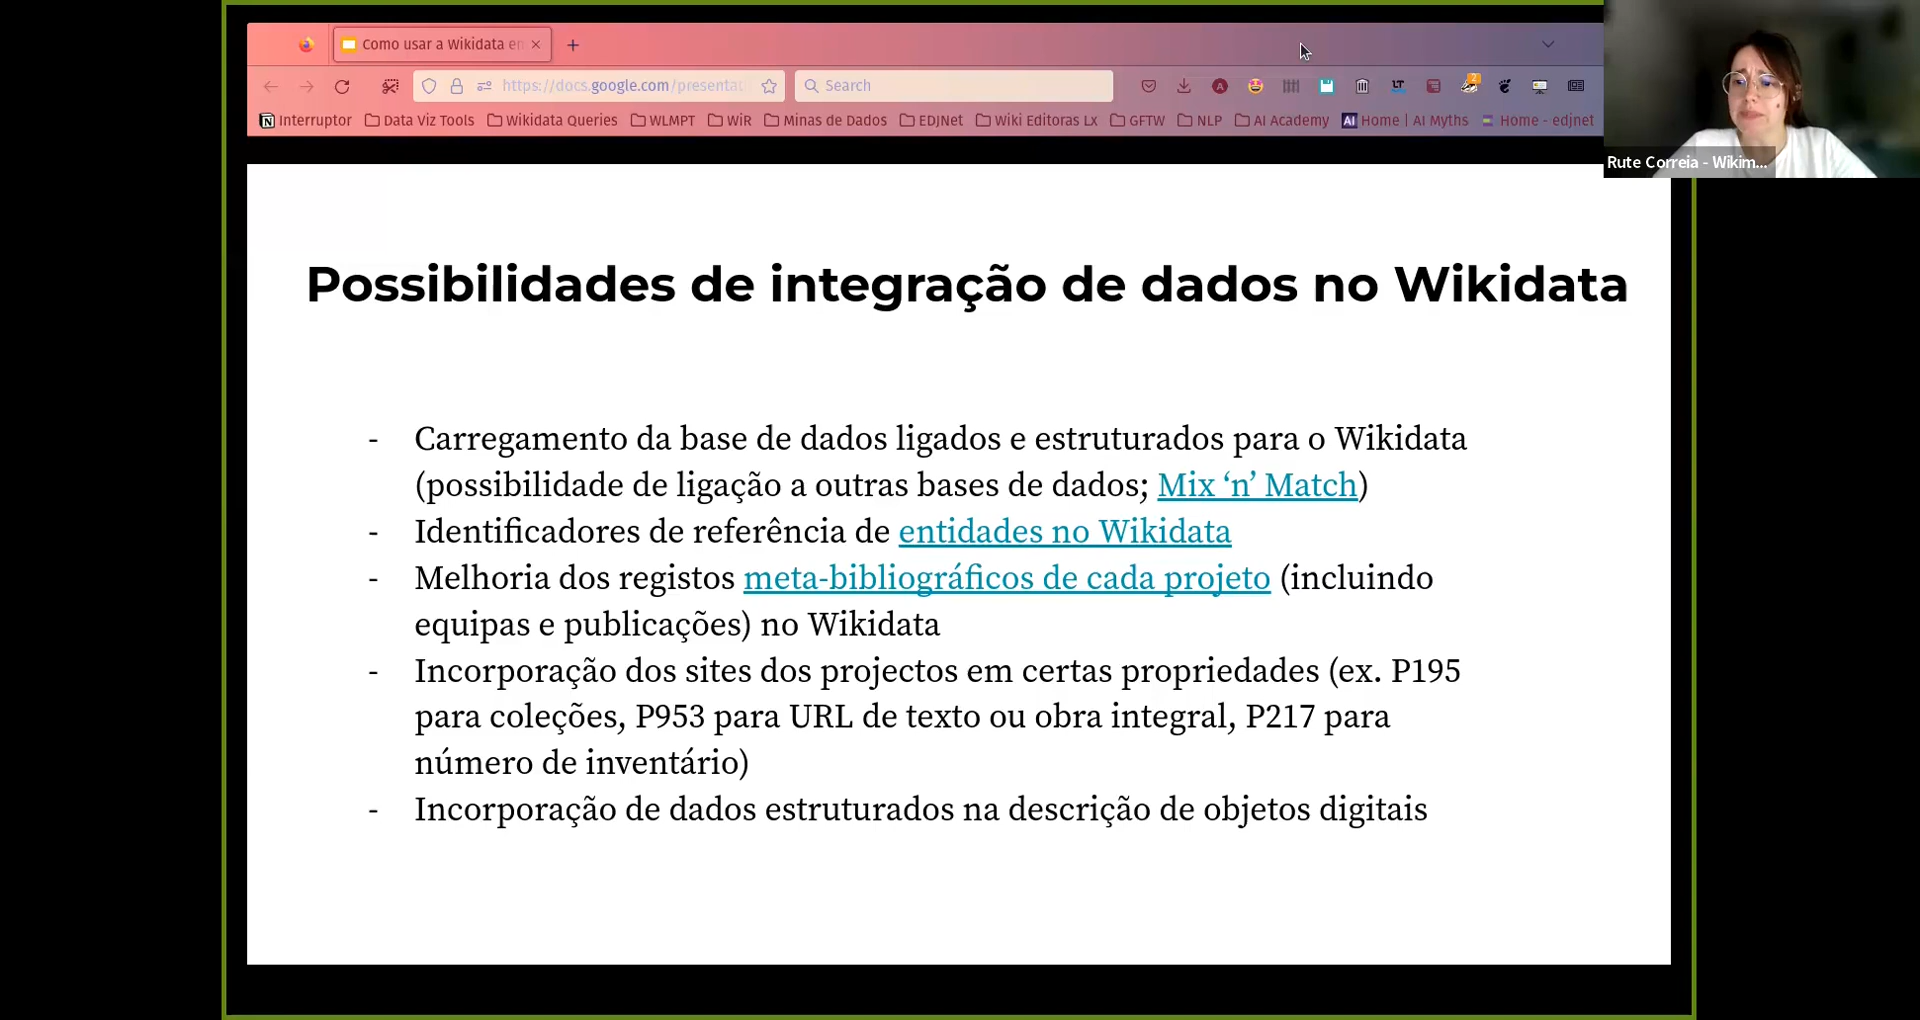 Como usar a Wikidata en
https://docs.google.com/presentat
Search
Interruptor Data Viz Tools Wikidata Queries WLMPT WiR Minas de Dados EDJNet Wiki Editoras Lx GFTW NLP AI Academy AI Home | AI Myths Home - edjnet
Rute Correia - Wikim...
Possibilidades de integração de dados no Wikidata
- Carregamento da base de dados ligados e estruturados para o Wikidata
(possibilidade de ligação a outras bases de dados; Mix ‘n’ Match)
- Identificadores de referência de entidades no Wikidata
- Melhoria dos registos meta-bibliográficos de cada projeto (incluindo
equipas e publicações) no Wikidata
- Incorporação dos sites dos projectos em certas propriedades (ex. P195
para coleções, P953 para URL de texto ou obra integral, P217 para
número de inventário)
- Incorporação de dados estruturados na descrição de objetos digitais